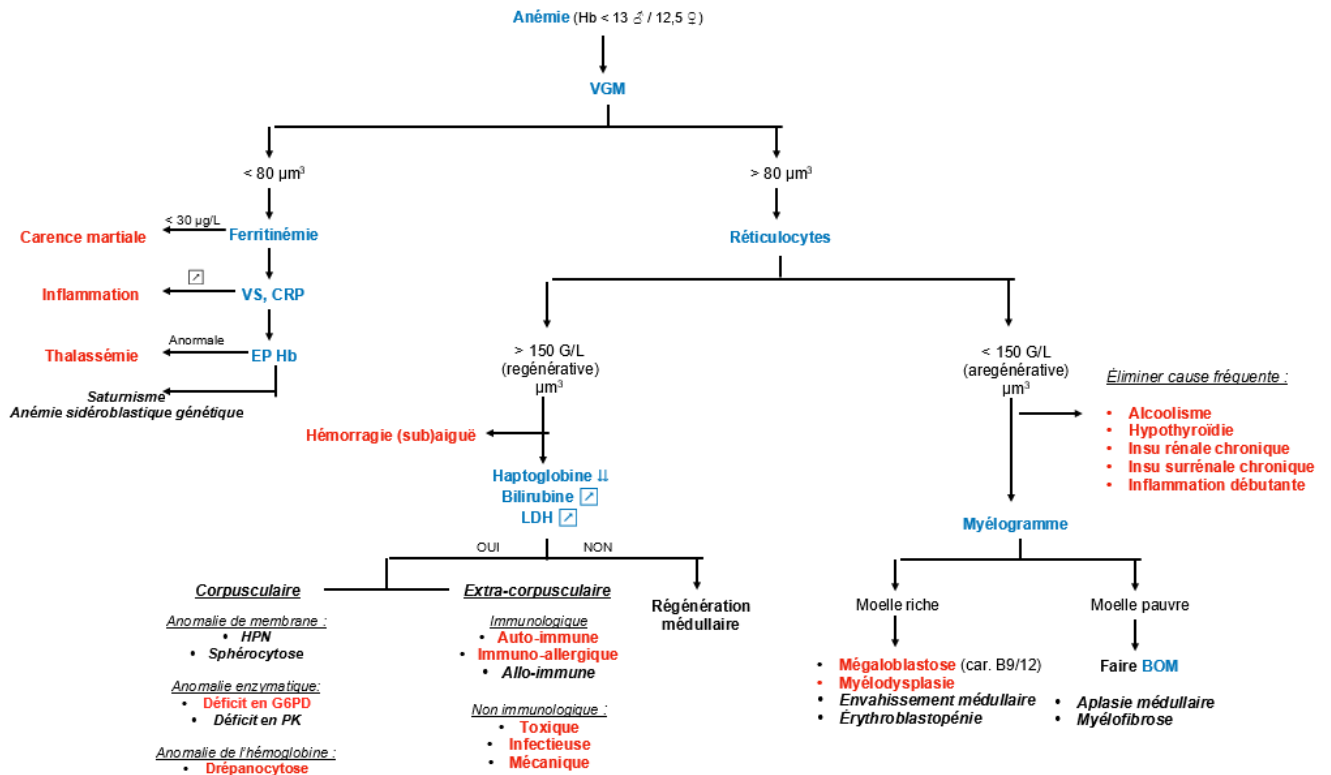 Anémie (Hb < 13 ♂ / 12,5 ♀)
VGM
< 80 µm³
> 80 µm³
< 30 µg/L
Carence martiale
Ferritinémie
Réticulocytes
↗
Inflammation
VS, CRP
Anormale
Thalassémie
EP Hb
Saturnisme
Anémie sidéroblastique génétique
> 150 G/L
(regénérative)
µm³
< 150 G/L
(aregénérative)
µm³
Éliminer cause fréquente :
• Alcoolisme
• Hypothyroïdie
• Insu rénale chronique
• Insu surrénale chronique
• Inflammation débutante
Hémorragie (sub)aiguë
Haptoglobine ⇊
Bilirubine ↗
LDH ↗
Myélogramme
OUI
NON
Corpusculaire
Anomalie de membrane :
• HPN
• Sphérocytose
Anomalie enzymatique:
• Déficit en G6PD
• Déficit en PK
Anomalie de l'hémoglobine :
• Drépanocytose
Extra-corpusculaire
Immunologique
• Auto-immune
• Immuno-allergique
• Allo-immune
Non immunologique :
• Toxique
• Infectieuse
• Mécanique
Régénération
médullaire
Moelle riche
• Mégaloblastose (car. B9/12)
• Myélodysplasie
• Envahissement médullaire
• Érythroblastopénie
Moelle pauvre
Faire BOM
• Aplasie médullaire
• Myélofibrose